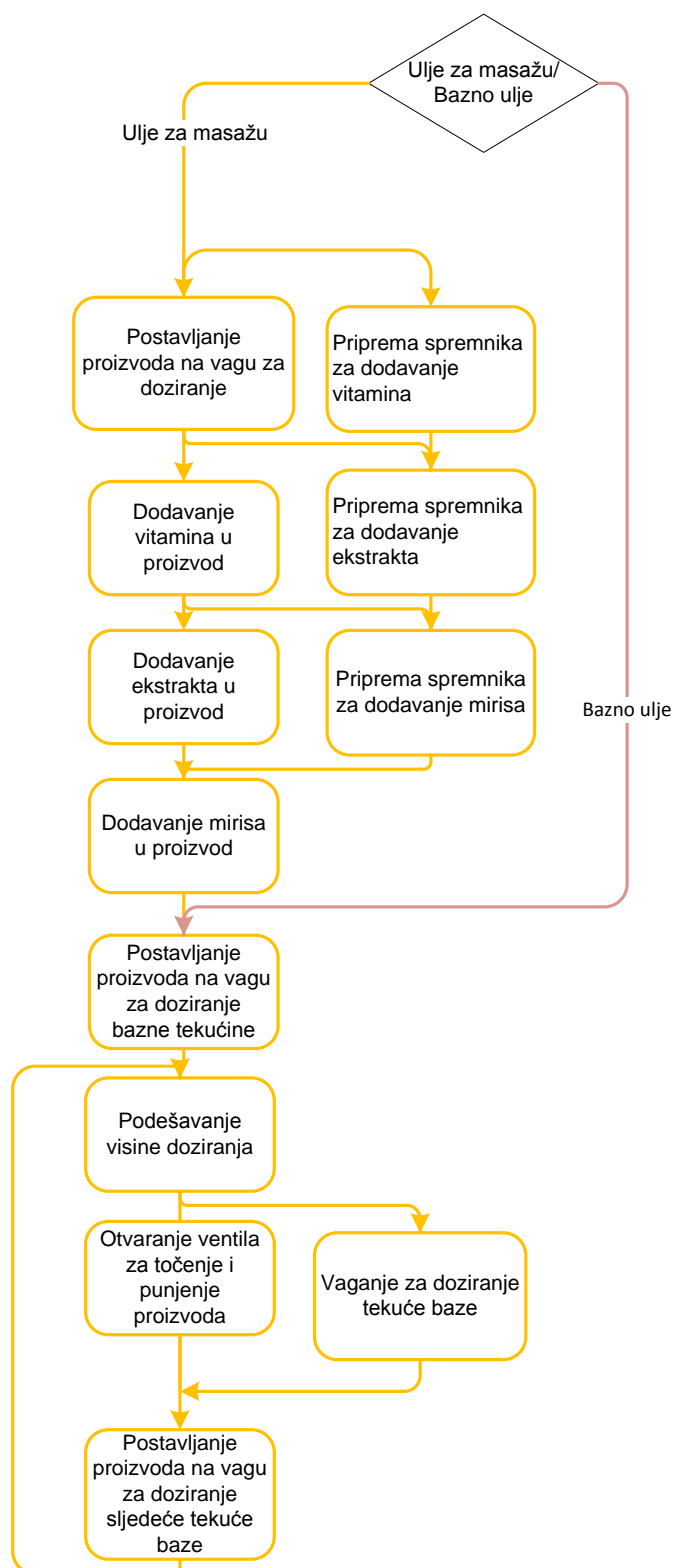 Ulje za masažu/
Bazno ulje
Ulje za masažu
Postavljanje
proizvoda na vagu za
doziranje
Priprema spremnika
za dodavanje
vitamina
Dodavanje
vitamina u
proizvod
Priprema spremnika
za dodavanje
ekstrakta
Dodavanje
ekstrakta u
proizvod
Priprema spremnika
za dodavanje mirisa
Bazno ulje
Dodavanje mirisa
u proizvod
Postavljanje
proizvoda na vagu
za doziranje
bazne tekućine
Podešavanje
visine doziranja
Otvaranje ventila
za točenje i
punjenje
proizvoda
Vaganje za doziranje
tekuće baze
Postavljanje
proizvoda na vagu
za doziranje
sljedeće tekuće
baze